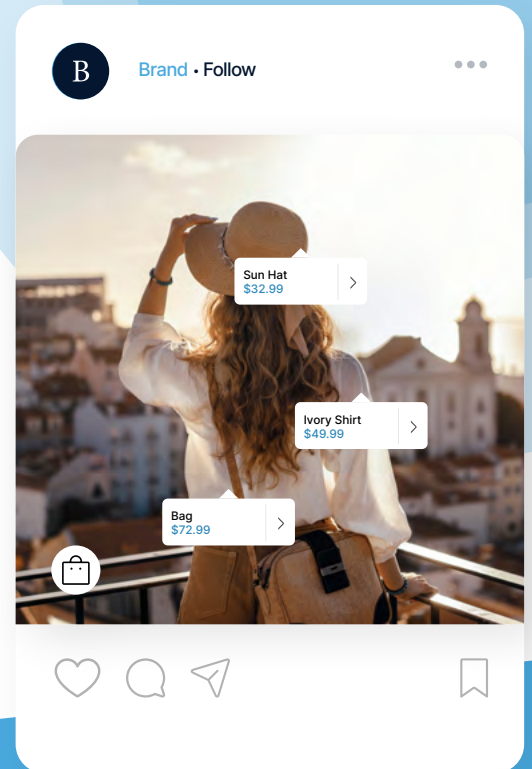 B
Brand • Follow
Sun Hat
$32.99
Ivory Shirt
$49.99
Bag
$72.99